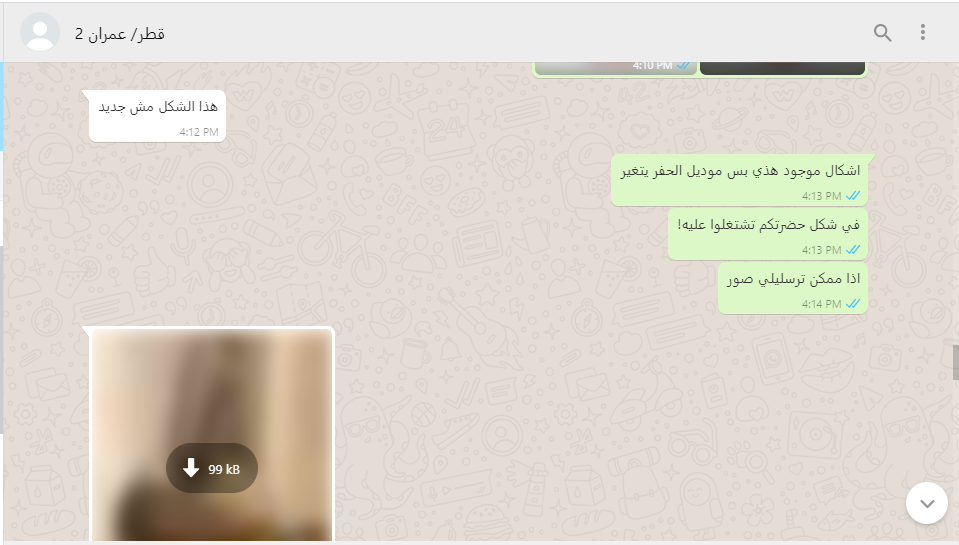 قطر/ عمران 2
4:10 PM
هذا الشكل مش جديد
4:12 PM
اشكال موجود هذي بس موديل الحفر يتغير
4:13 PM
في شكل حضرتكم تشتغلوا عليه!
4:13 PM
اذا ممكن ترسليلي صور
4:14 PM
99 kB